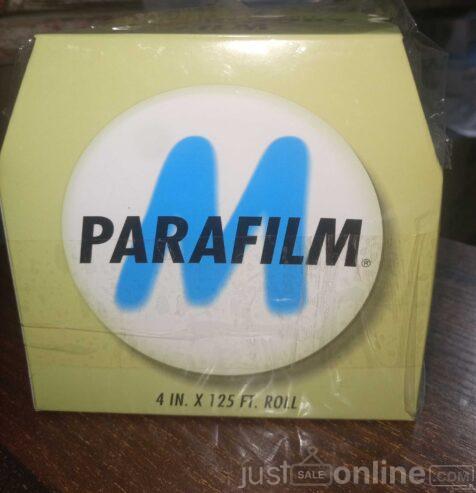 M
PARAFILM®
4 IN. X 125 FT. ROLL
just SALE online.COM